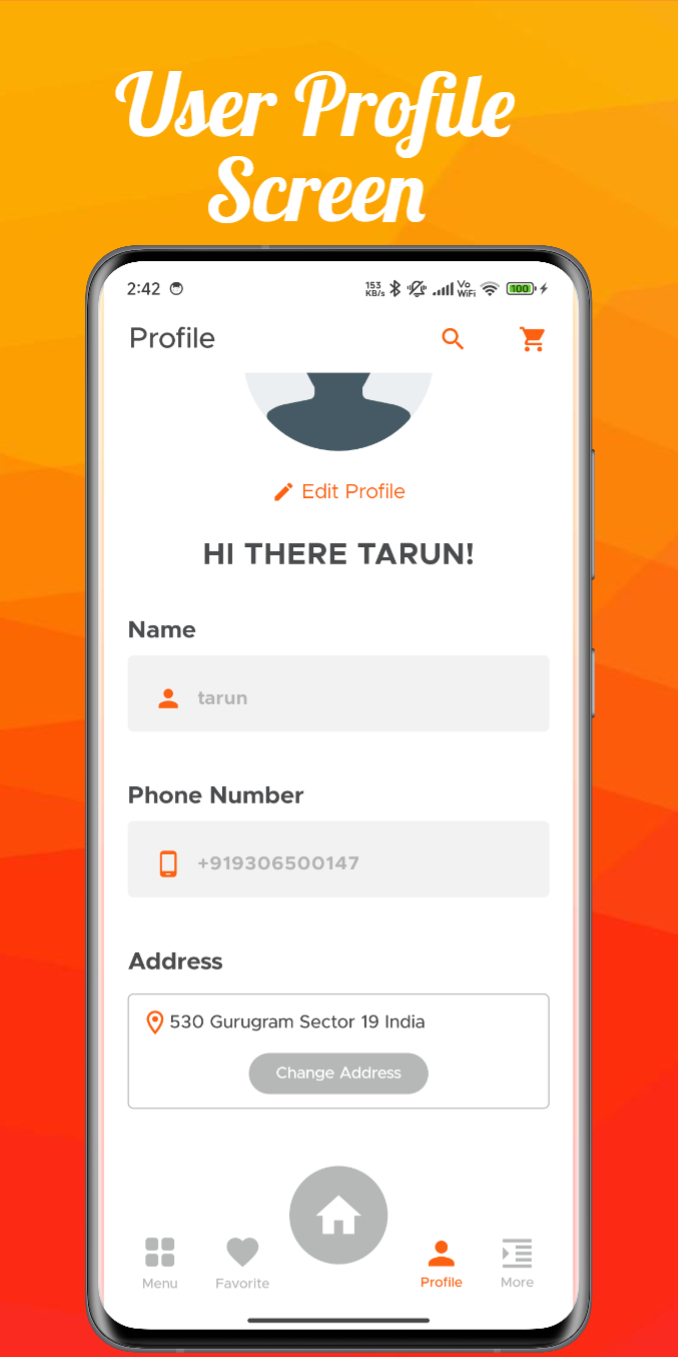 User Profile
Screen
2:42 153 KB/s Vo WiFi 100
Profile
Edit Profile
HI THERE TARUN!
Name
tarun
Phone Number
+919306500147
Address
530 Gurugram Sector 19 India
Change Address
Menu Favorite Profile More